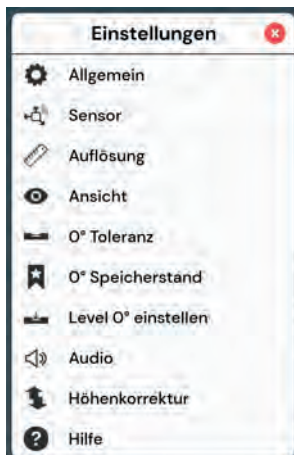 Einstellungen
Allgemein
Sensor
Auflösung
Ansicht
0° Toleranz
0° Speicherstand
Level 0° einstellen
Audio
Höhenkorrektur
Hilfe